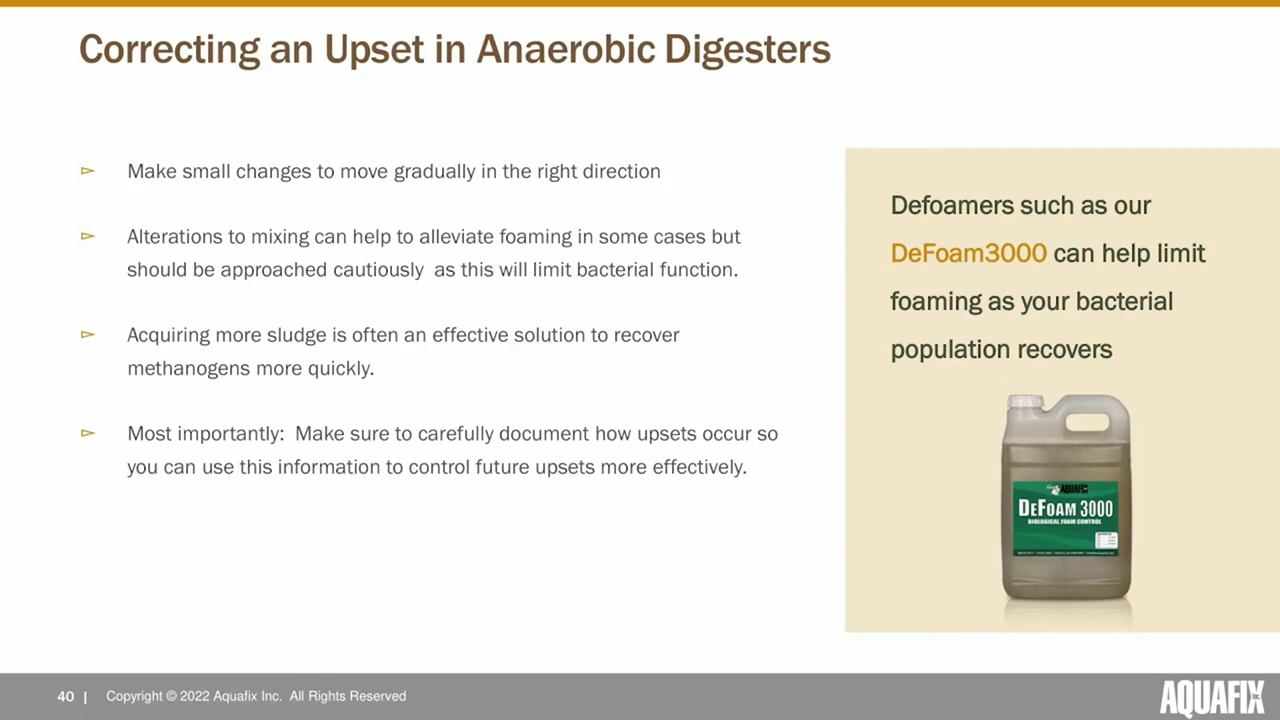 Correcting an Upset in Anaerobic Digesters
Make small changes to move gradually in the right direction
Alterations to mixing can help to alleviate foaming in some cases but
should be approached cautiously  as this will limit bacterial function.
Acquiring more sludge is often an effective solution to recover
methanogens more quickly.
Most importantly:  Make sure to carefully document how upsets occur so
you can use this information to control future upsets more effectively.
Defoamers such as our
DeFoam3000 can help limit
foaming as your bacterial
population recovers
AQUAFIX
DEFOAM 3000
BIOLOGICAL FOAM CONTROL
40 |  Copyright © 2022 Aquafix Inc.  All Rights Reserved
AQUAFIX INC.